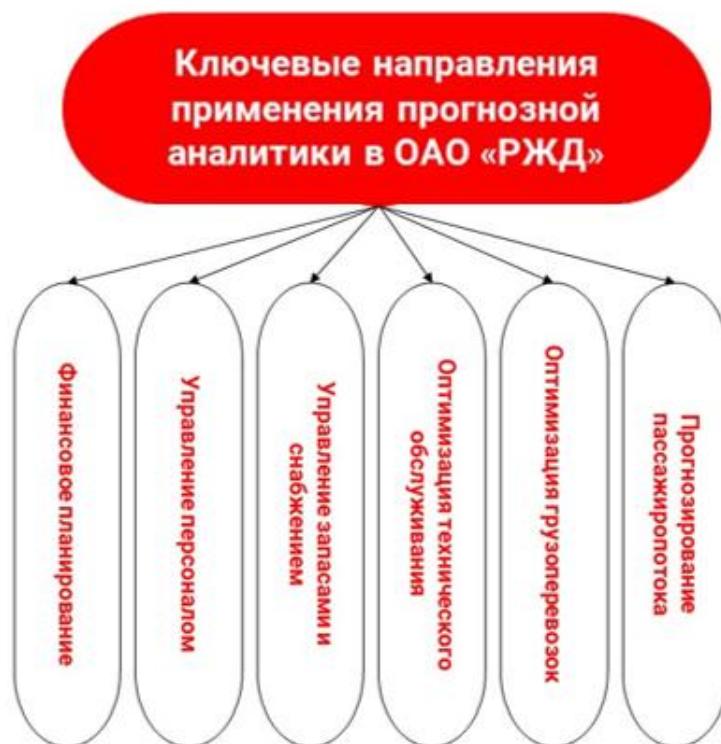 Ключевые направления
применения прогнозной
аналитики в ОАО «РЖД»
Финансовое планирование
Управление персоналом
Управление запасами и
снабжением
Оптимизация технического
обслуживания
Оптимизация грузоперевозок
Прогнозирование
пассажиропотока